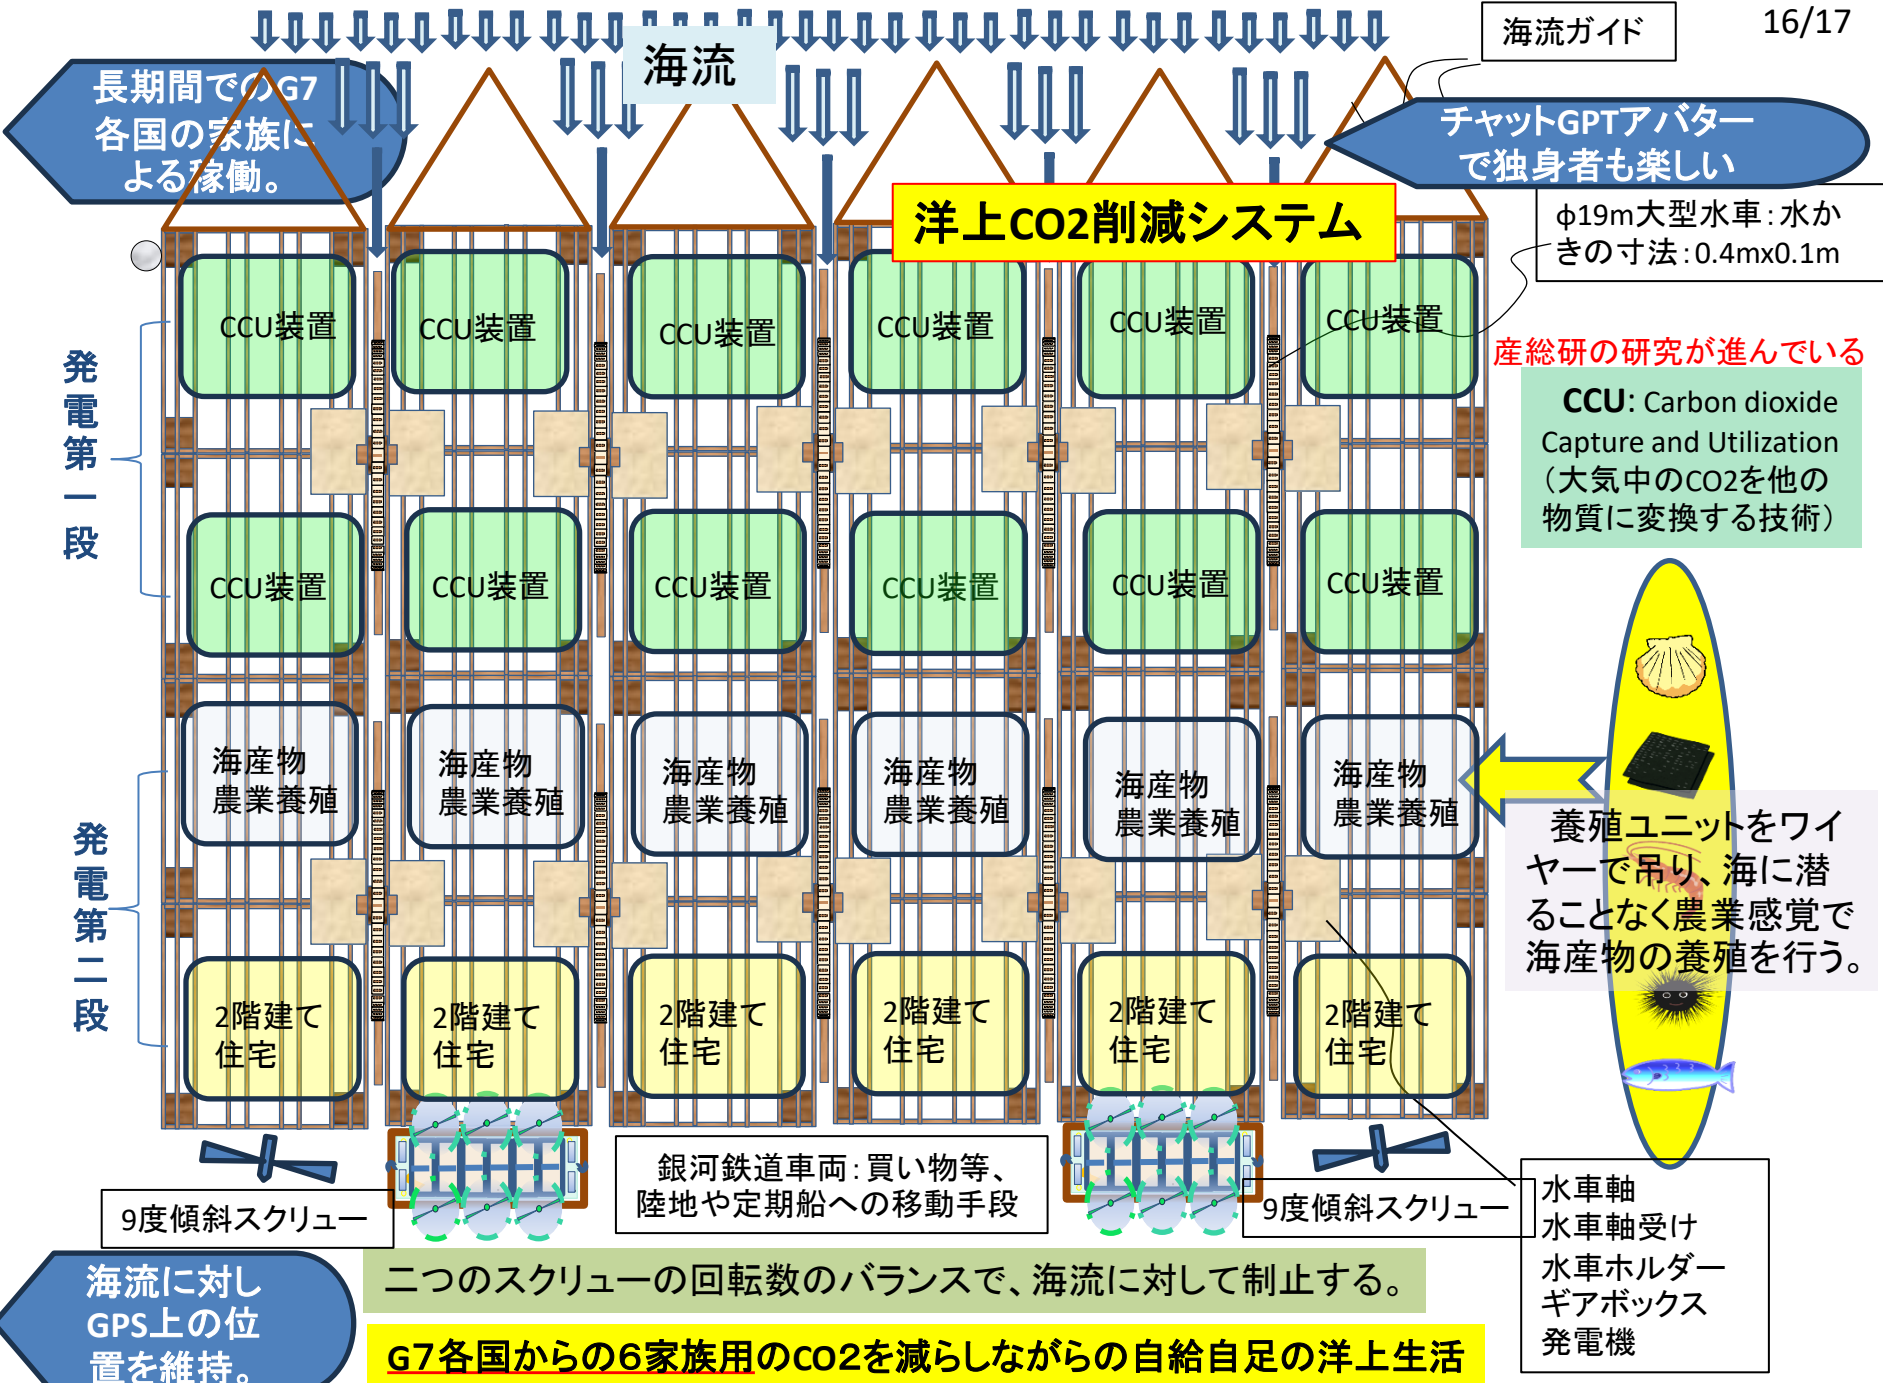 海流
海流ガイド
16/17
長期間でのG7
各国の家族に
よる稼働。
チャットGPTアバター
で独身者も楽しい
洋上CO2削減システム
φ19m大型水車：水か
きの寸法：0.4mx0.1m
CCU装置
CCU装置
CCU装置
CCU装置
CCU装置
CCU装置
産総研の研究が進んでいる
CCU: Carbon dioxide
Capture and Utilization
（大気中のCO2を他の
物質に変換する技術）
発電第一段
CCU装置
CCU装置
CCU装置
CCU装置
CCU装置
CCU装置
海産物
農業養殖
海産物
農業養殖
海産物
農業養殖
海産物
農業養殖
海産物
農業養殖
海産物
農業養殖
養殖ユニットをワイ
ヤーで吊り、海に潜
ることなく農業感覚で
海産物の養殖を行う。
発電第二段
2階建て
住宅
2階建て
住宅
2階建て
住宅
2階建て
住宅
2階建て
住宅
2階建て
住宅
9度傾斜スクリュー
銀河鉄道車両：買い物等、
陸地や定期船への移動手段
9度傾斜スクリュー
水車軸
水車軸受け
水車ホルダー
ギアボックス
発電機
海流に対し
GPS上の位
置を維持。
二つのスクリューの回転数のバランスで、海流に対して制止する。
G７各国からの６家族用のCO２を減らしながらの自給自足の洋上生活